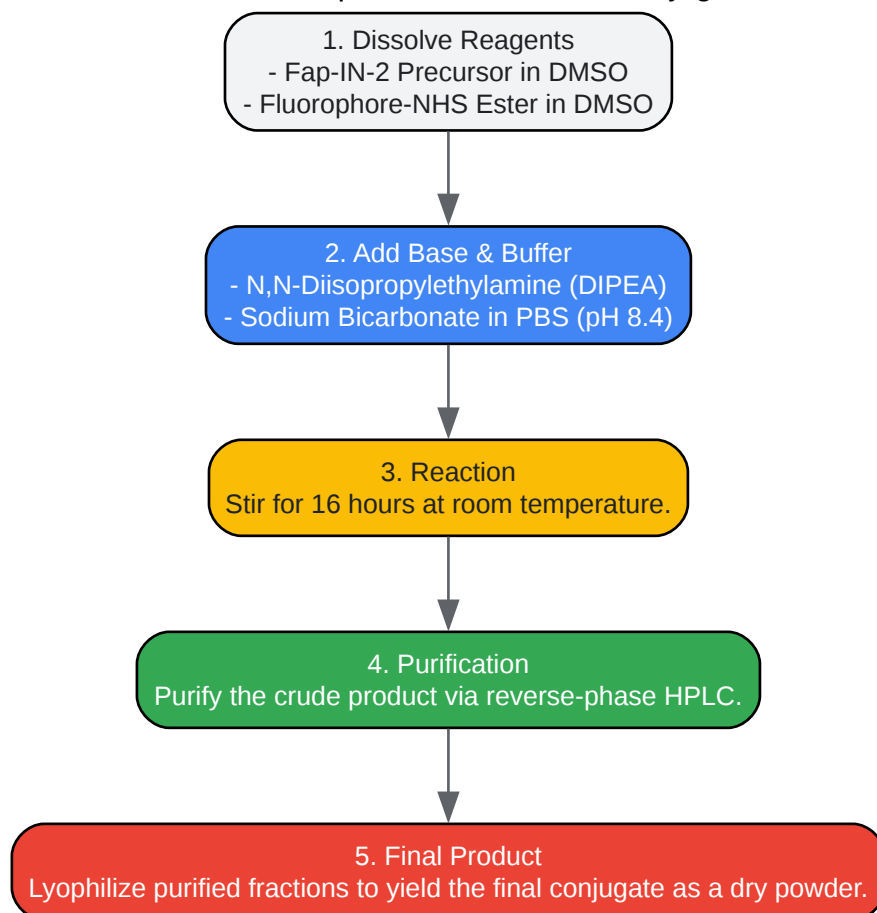 1. Dissolve Reagents
- Fap-IN-2 Precursor in DMSO
- Fluorophore-NHS Ester in DMSO
2. Add Base & Buffer
- N,N-Diisopropylethylamine (DIPEA)
- Sodium Bicarbonate in PBS (pH 8.4)
3. Reaction
Stir for 16 hours at room temperature.
4. Purification
Purify the crude product via reverse-phase HPLC.
5. Final Product
Lyophilize purified fractions to yield the final conjugate as a dry powder.